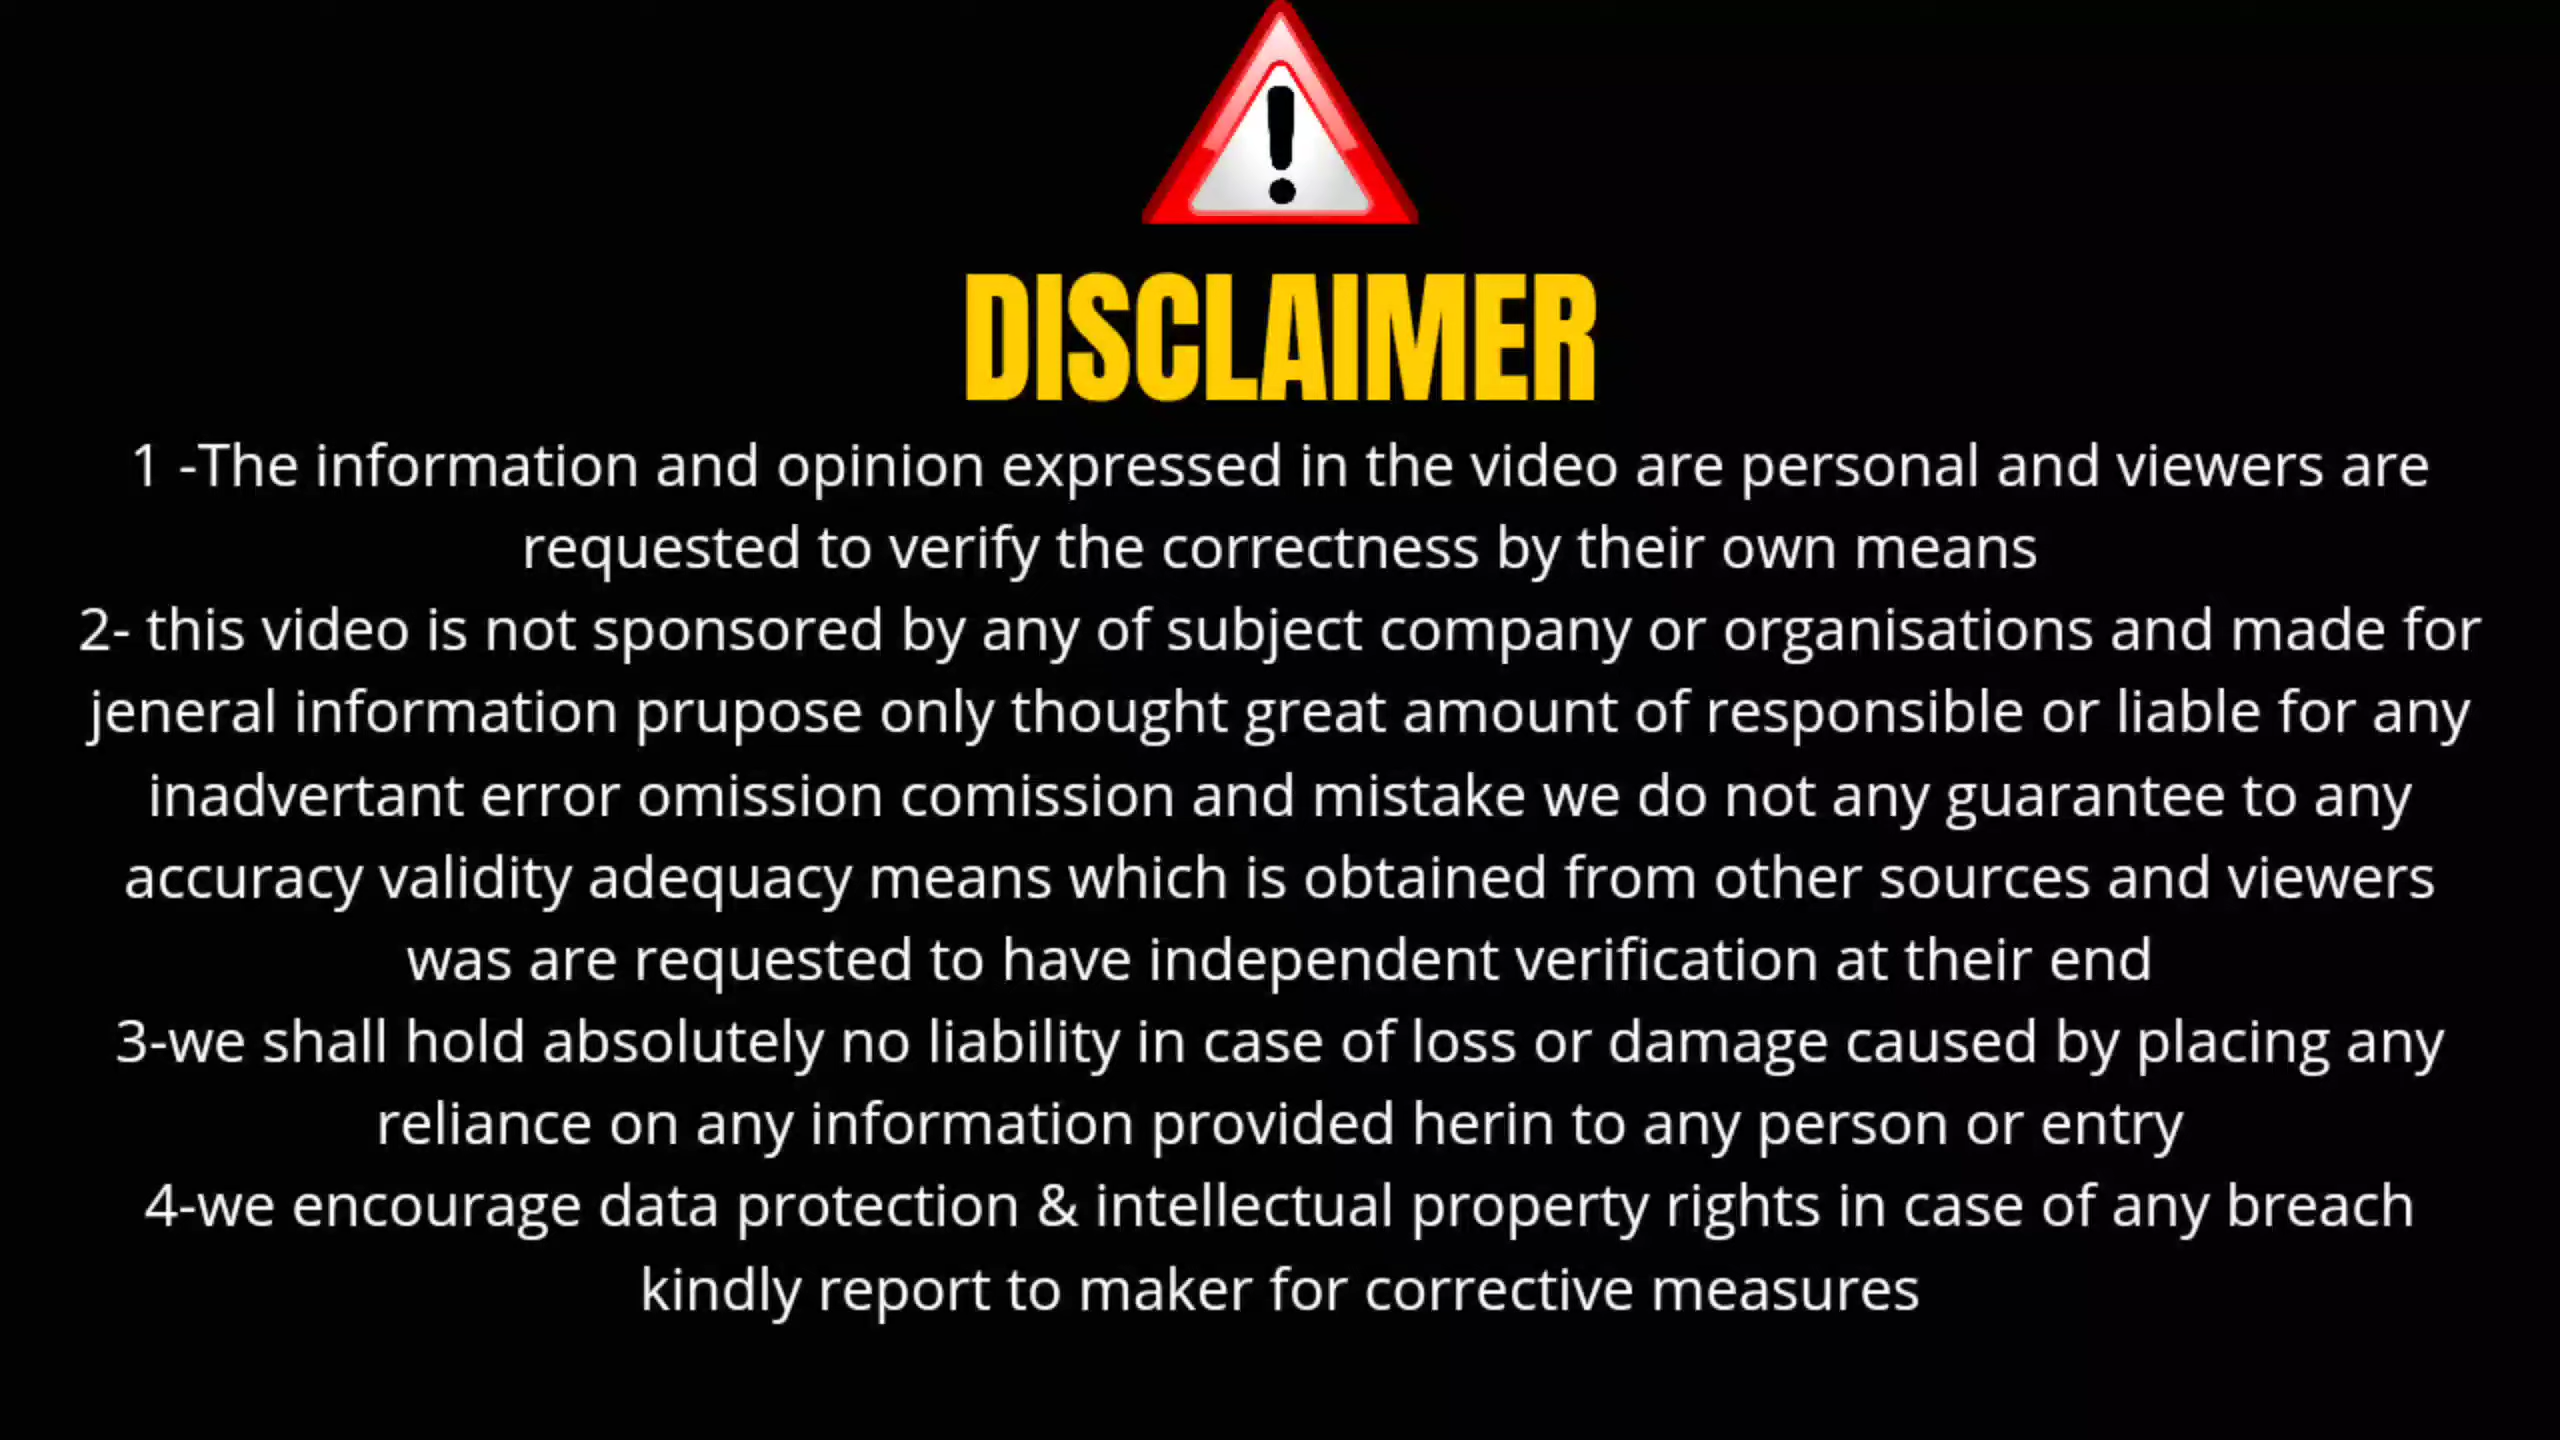 DISCLAIMER
1 -The information and opinion expressed in the video are personal and viewers are
requested to verify the correctness by their own means
2- this video is not sponsored by any of subject company or organisations and made for
jeneral information prupose only thought great amount of responsible or liable for any
inadvertant error omission comission and mistake we do not any guarantee to any
accuracy validity adequacy means which is obtained from other sources and viewers
was are requested to have independent verification at their end
3-we shall hold absolutely no liability in case of loss or damage caused by placing any
reliance on any information provided herin to any person or entry
4-we encourage data protection & intellectual property rights in case of any breach
kindly report to maker for corrective measures